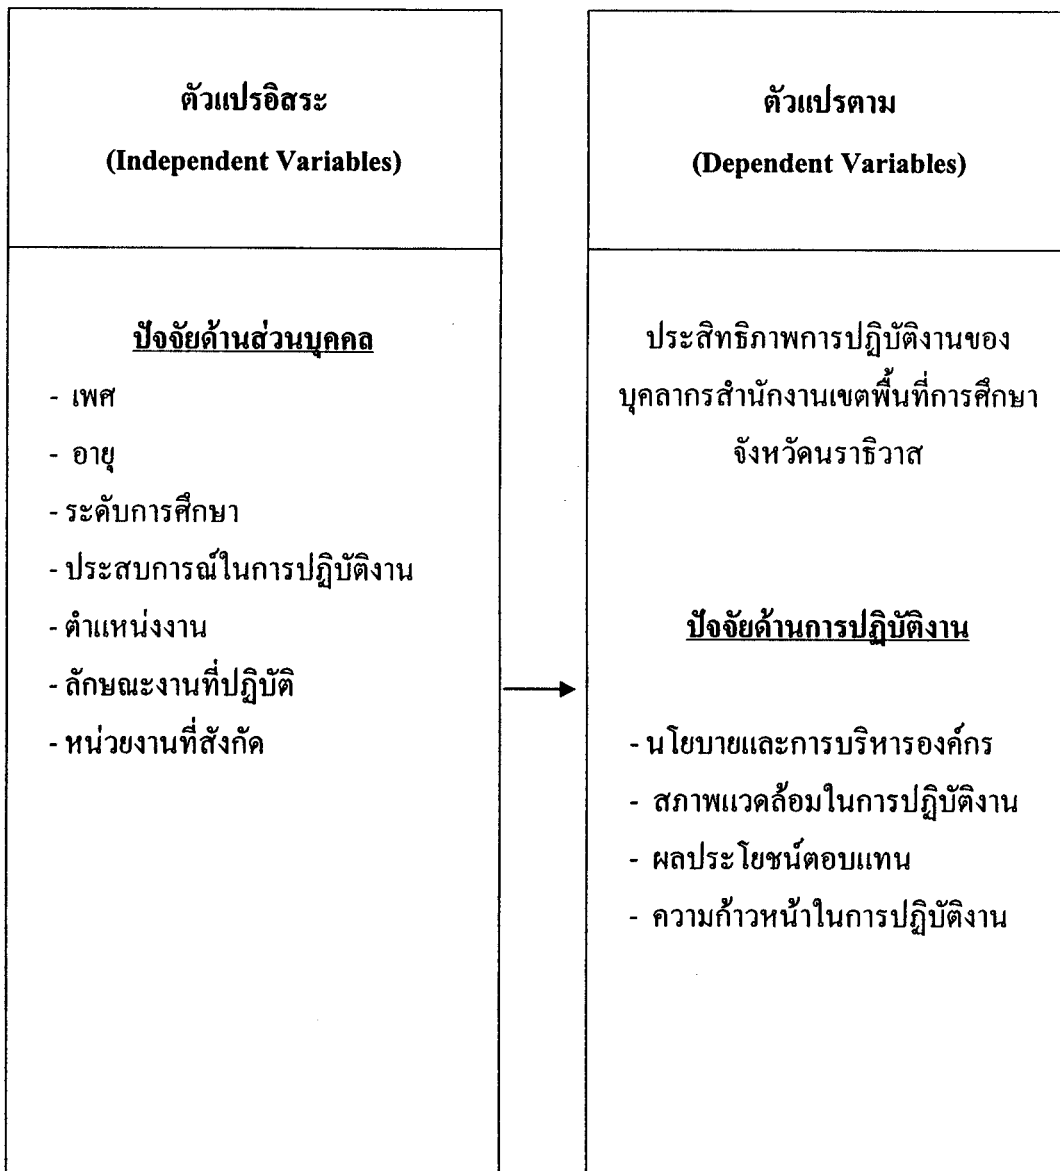 ตัวแปรอิสระ
(Independent Variables)
ปัจจัยด้านส่วนบุคคล
- เพศ
- อายุ
- ระดับการศึกษา
- ประสบการณ์ในการปฏิบัติงาน
- ตำแหน่งงาน
- ลักษณะงานที่ปฏิบัติ
- หน่วยงานที่สังกัด
ตัวแปรตาม
(Dependent Variables)
ประสิทธิภาพการปฏิบัติงานของ
บุคลากรสำนักงานเขตพื้นที่การศึกษา
จังหวัดนราธิวาส
ปัจจัยด้านการปฏิบัติงาน
- นโยบายและการบริหารองค์กร
- สภาพแวดล้อมในการปฏิบัติงาน
- ผลประโยชน์ตอบแทน
- ความก้าวหน้าในการปฏิบัติงาน